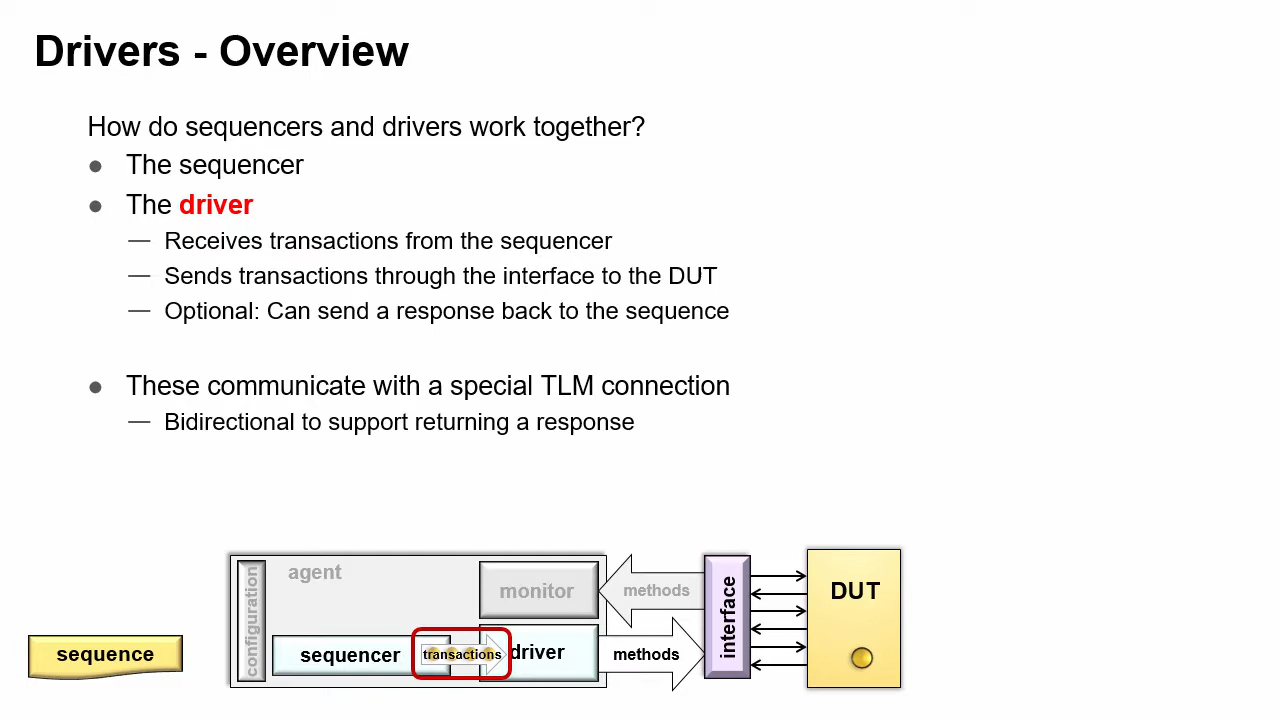 Drivers - Overview
How do sequencers and drivers work together?
● The sequencer
● The driver
— Receives transactions from the sequencer
— Sends transactions through the interface to the DUT
— Optional: Can send a response back to the sequence
● These communicate with a special TLM connection
— Bidirectional to support returning a response
sequence
configuration
agent
monitor
methods
sequencer
transactions
driver
methods
interface
DUT